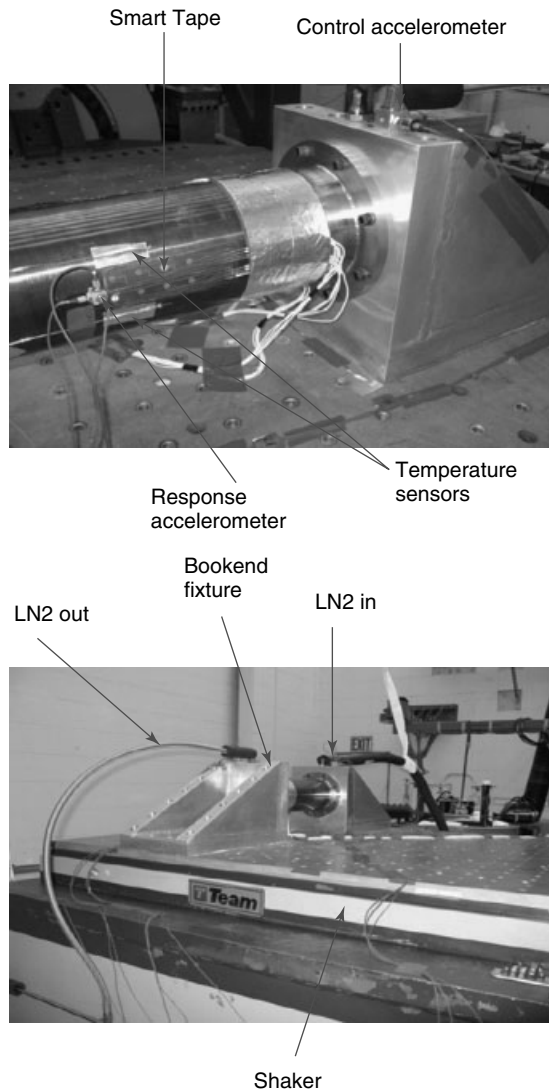 Smart Tape
Control accelerometer
Temperature
sensors
Response
accelerometer
Bookend
fixture
LN2 in
LN2 out
EXIT
Team
Shaker